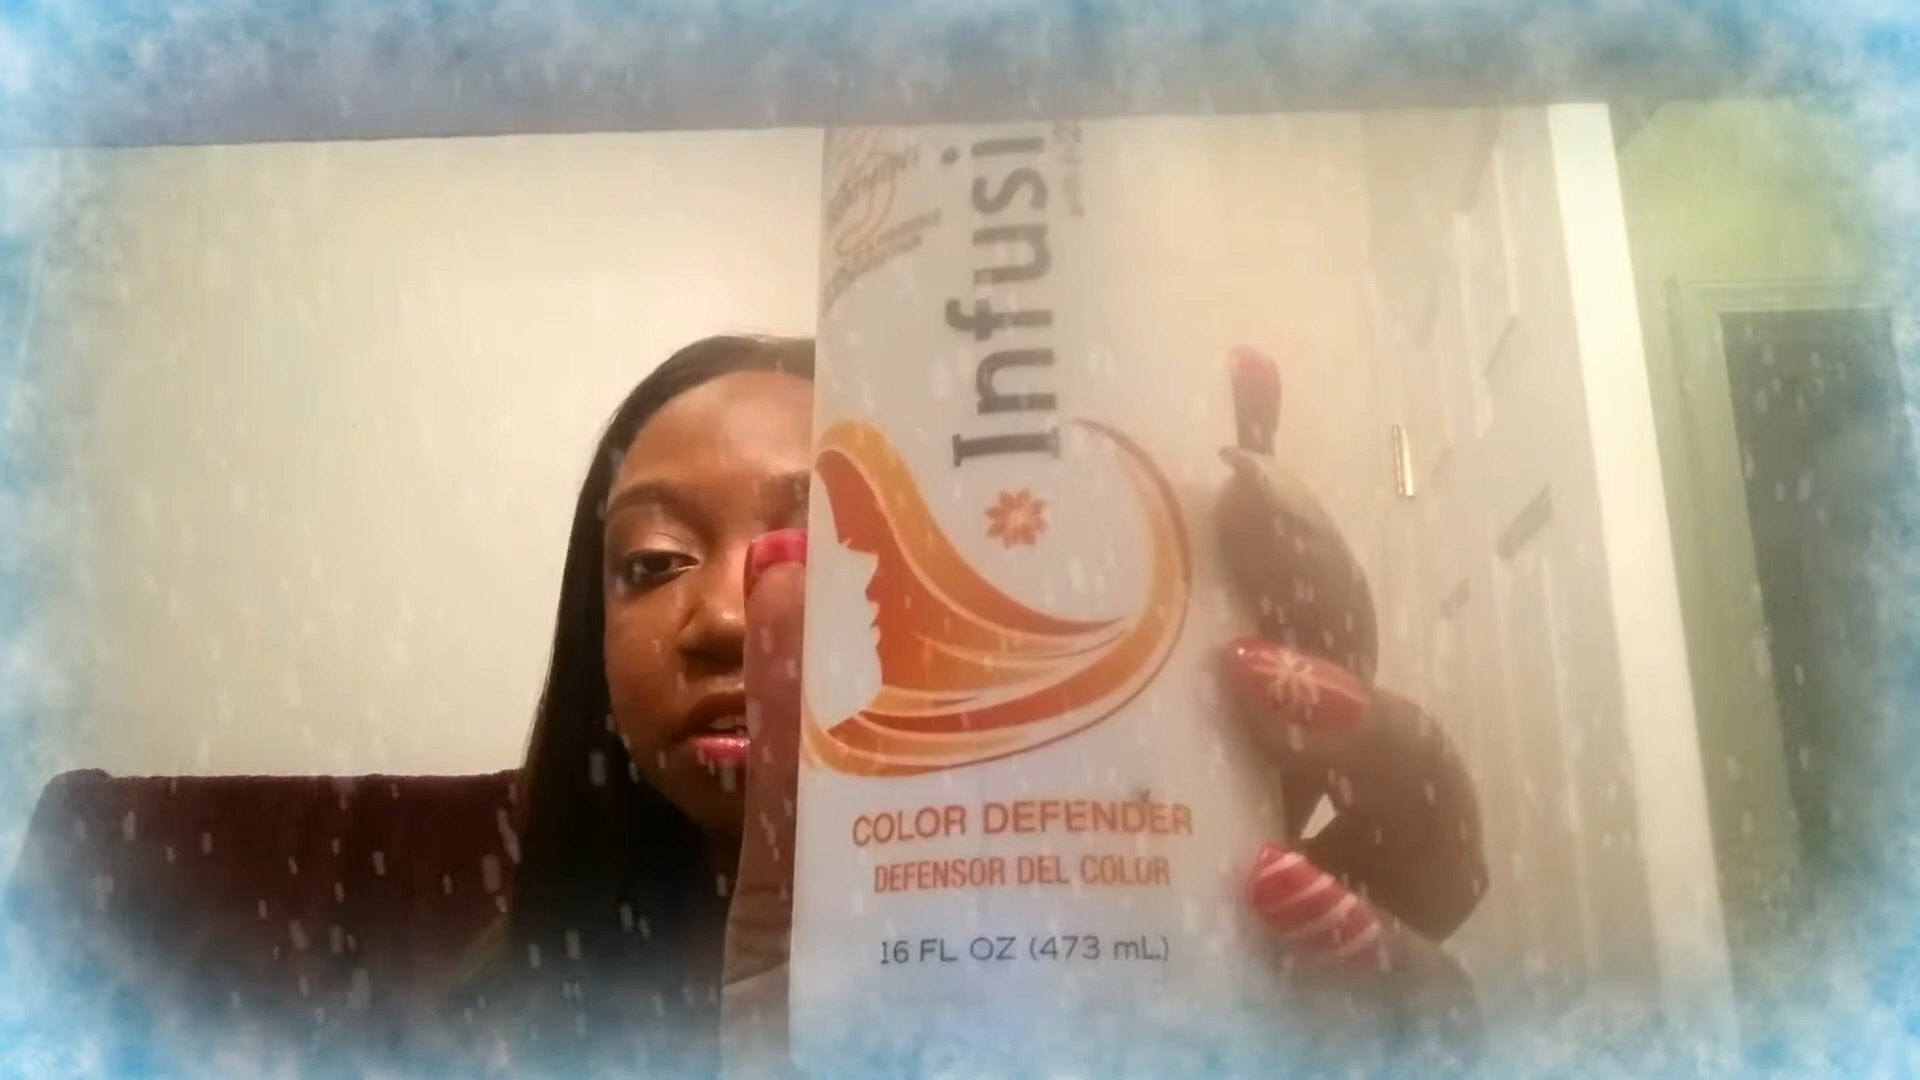 Infusi
COLOR DEFENDER
DEFENSOR DEL COLOR
16 FL OZ (473 mL)